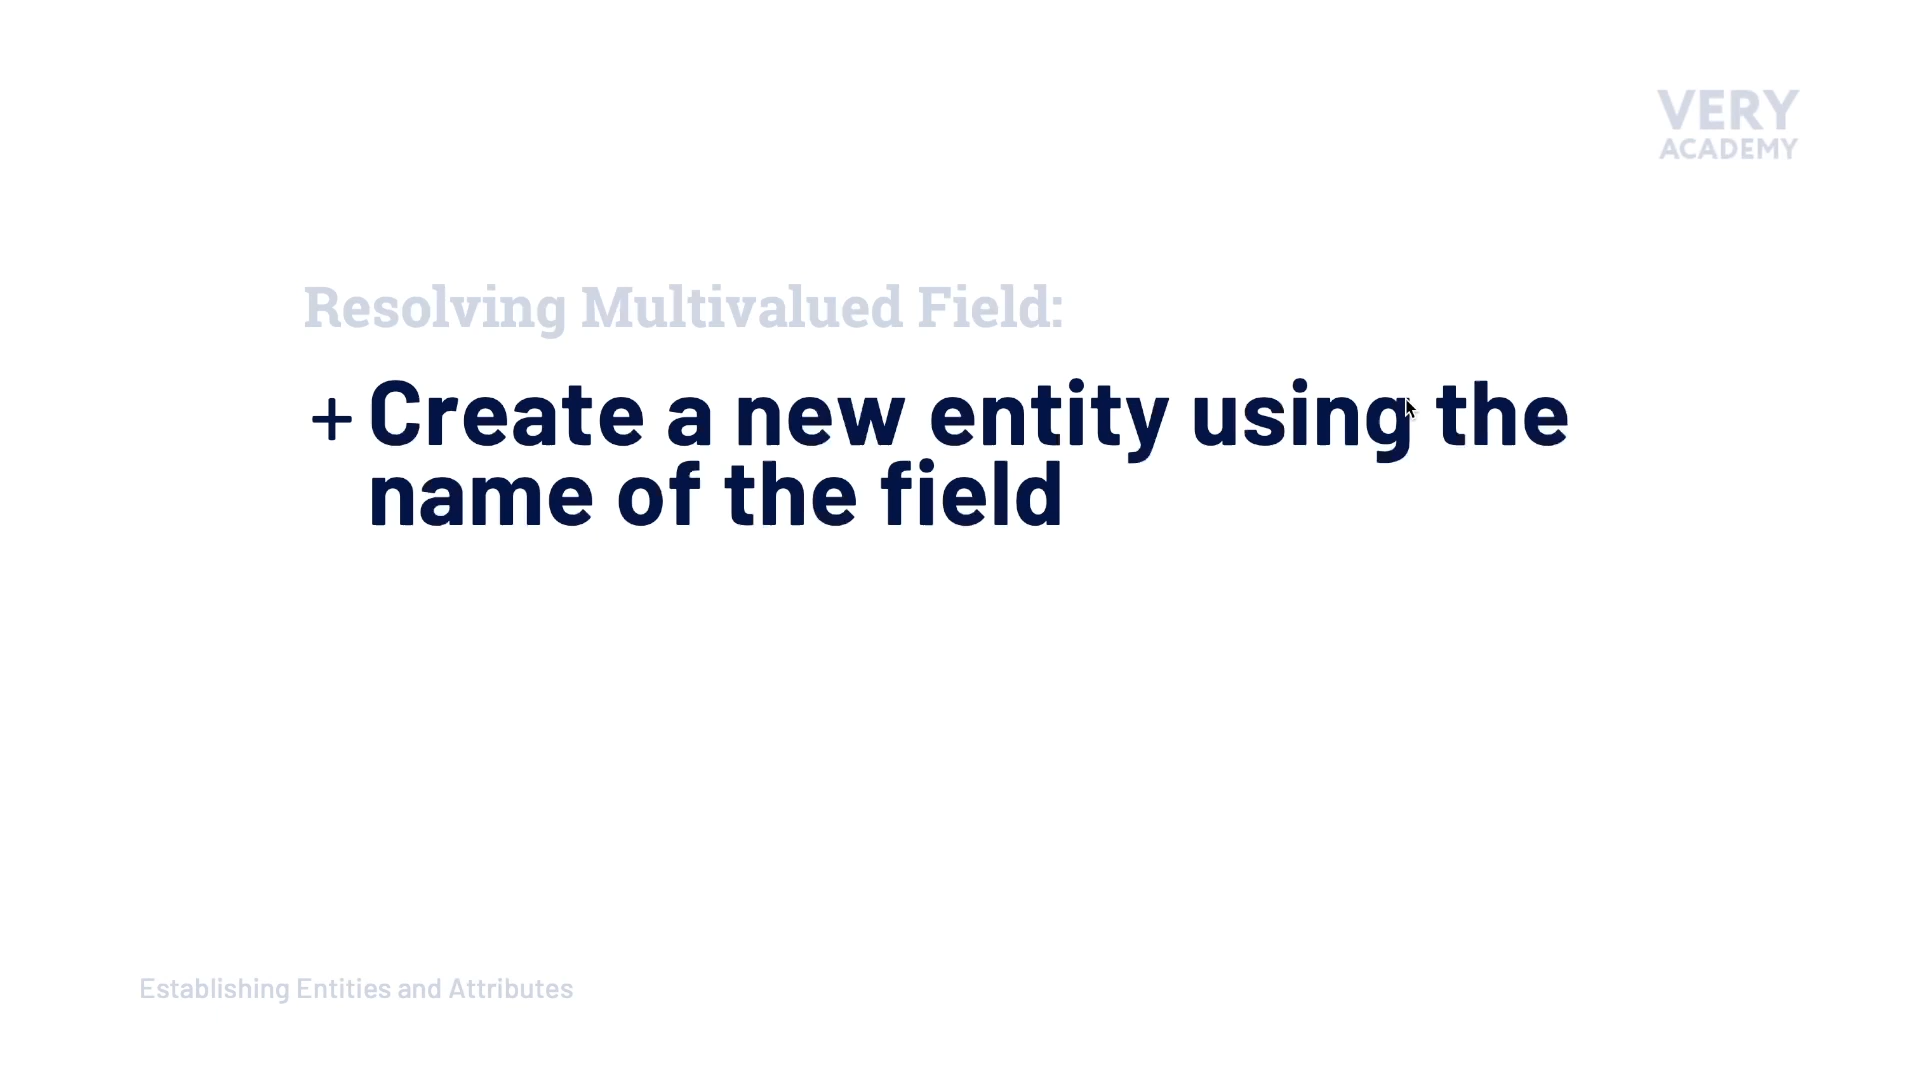 VERY
ACADEMY
Resolving Multivalued Field:
+ Create a new entity using the
name of the field
Establishing Entities and Attributes